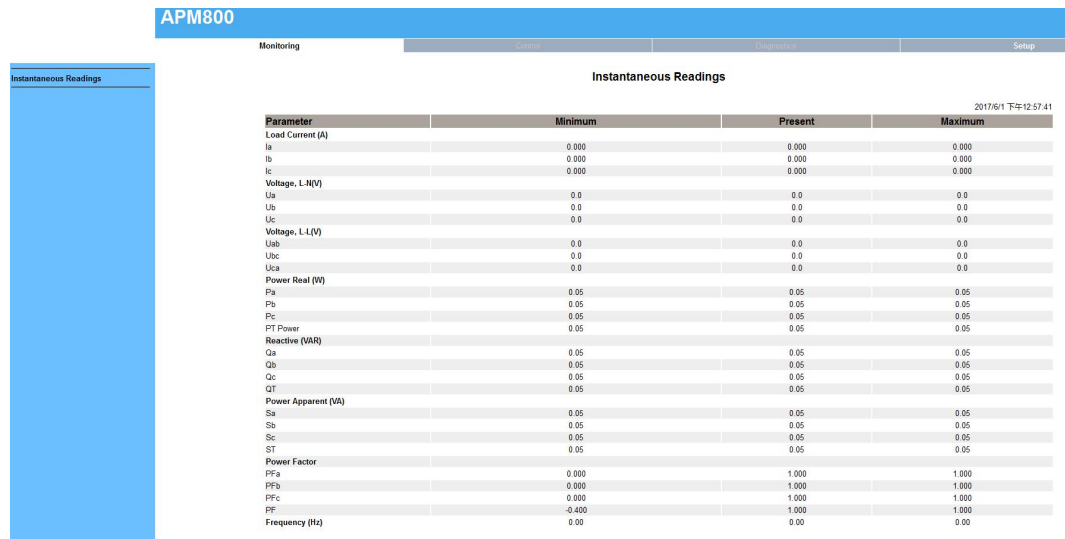 APM800
Monitoring Control Diagnostics Setup
Instantaneous Readings
Instantaneous Readings
2017/6/1 下午12:57:41
Parameter Minimum Present Maximum
Load Current (A)
Ia 0.000 0.000 0.000
Ib 0.000 0.000 0.000
Ic 0.000 0.000 0.000
Voltage, L-N(V)
Ua 0.0 0.0 0.0
Ub 0.0 0.0 0.0
Uc 0.0 0.0 0.0
Voltage, L-L(V)
Uab 0.0 0.0 0.0
Ubc 0.0 0.0 0.0
Uca 0.0 0.0 0.0
Power Real (W)
Pa 0.05 0.05 0.05
Pb 0.05 0.05 0.05
Pc 0.05 0.05 0.05
PT Power 0.05 0.05 0.05
Reactive (VAR)
Qa 0.05 0.05 0.05
Qb 0.05 0.05 0.05
Qc 0.05 0.05 0.05
QT 0.05 0.05 0.05
Power Apparent (VA)
Sa 0.05 0.05 0.05
Sb 0.05 0.05 0.05
Sc 0.05 0.05 0.05
ST 0.05 0.05 0.05
Power Factor
PFa 0.000 1.000 1.000
PFb 0.000 1.000 1.000
PFc 0.000 1.000 1.000
PF -0.400 1.000 1.000
Frequency (Hz) 0.00 0.00 0.00